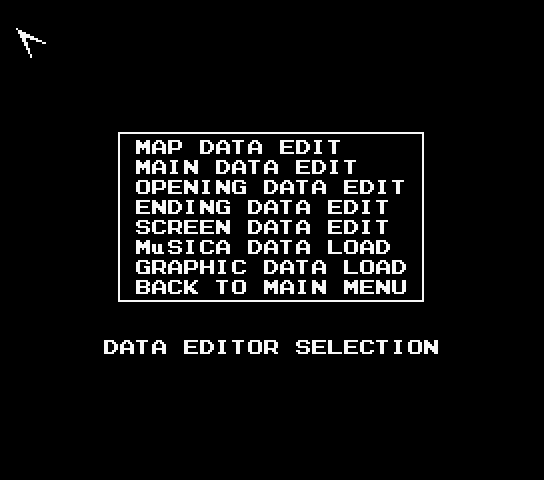 MAP DATA EDIT
MAIN DATA EDIT
OPENING DATA EDIT
ENDING DATA EDIT
SCREEN DATA EDIT
MuSICA DATA LOAD
GRAPHIC DATA LOAD
BACK TO MAIN MENU
DATA EDITOR SELECTION